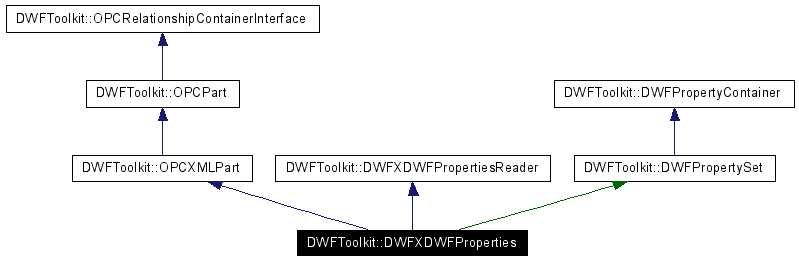 DWFToolkit::OPCRelationshipContainerInterface
DWFToolkit::OPCPart
DWFToolkit::DWFPropertyContainer
DWFToolkit::OPCXMLPart
DWFToolkit::DWFXDWFPropertiesReader
DWFToolkit::DWFPropertySet
DWFToolkit::DWFXDWFProperties